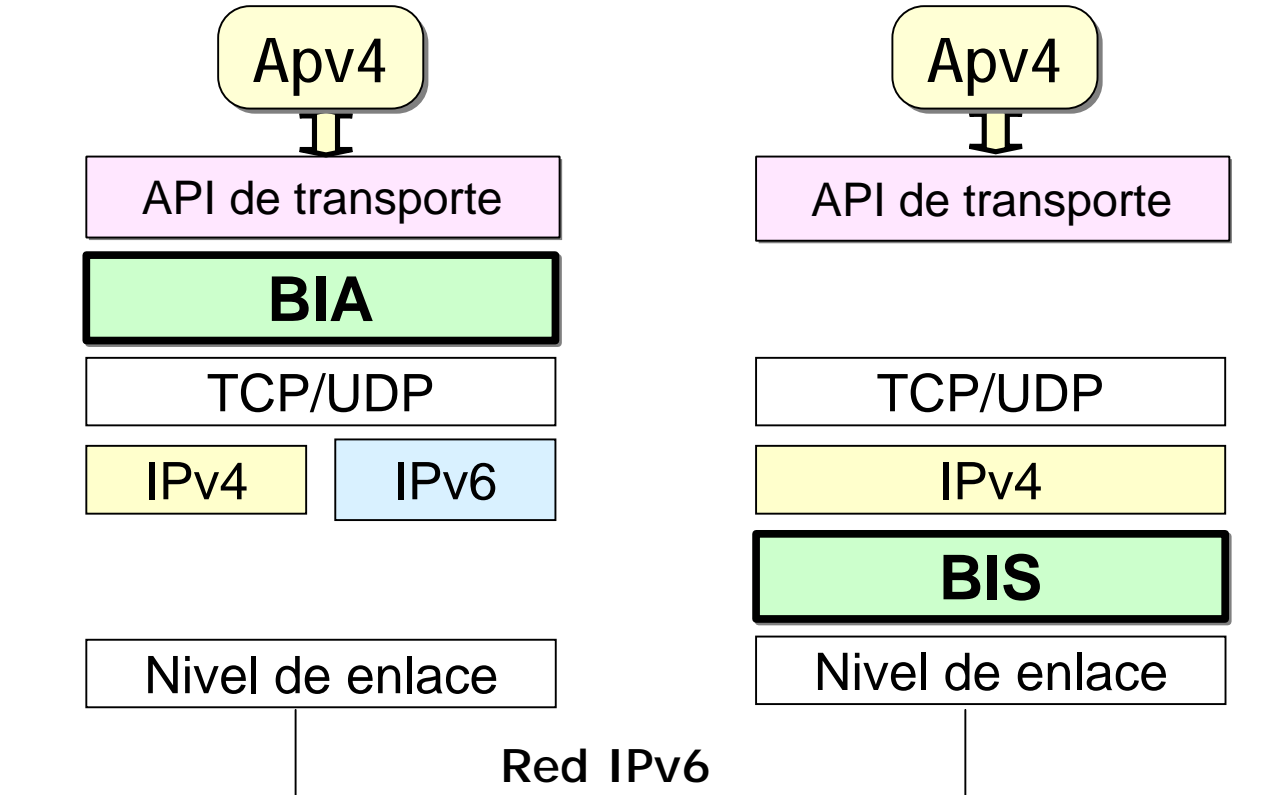 Apv4
API de transporte
BIA
TCP/UDP
IPv4
IPv6
Nivel de enlace
Apv4
API de transporte
TCP/UDP
IPv4
BIS
Nivel de enlace
Red IPv6